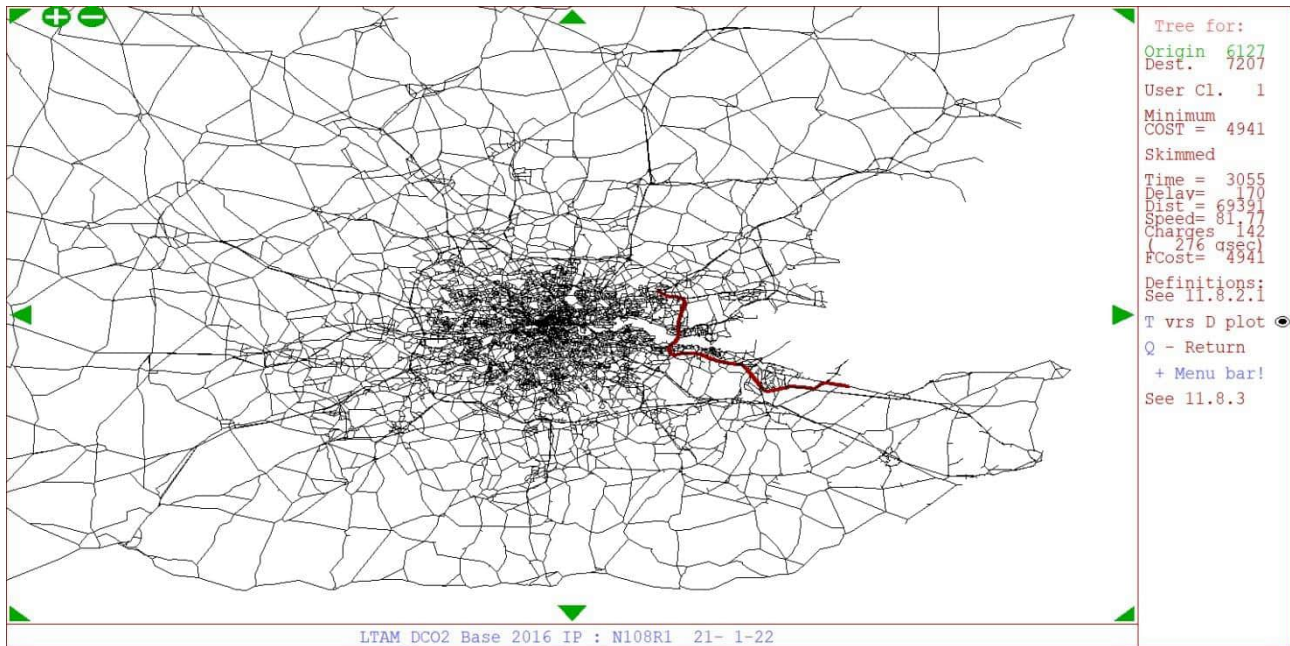 Tree for:
Origin 6127
Dest. 7207
User Cl. 1
Minimum
COST = 4941
Skimmed
Time = 3055
Delay= 170
Dist = 69391
Speed= 81.77
Charges 142
( 276 gsec)
FCost= 4941
Definitions:
See 11.8.2.1
T vrs D plot
Q - Return
+ Menu bar!
See 11.8.3
LTAM DCO2 Base 2016 IP : N108R1 21- 1-22